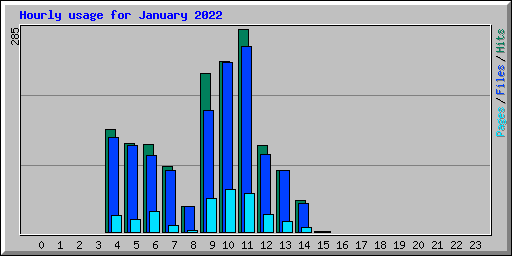 Hourly usage for January 2022
285
Pages/Files/Hits
0 1 2 3 4 5 6 7 8 9 10 11 12 13 14 15 16 17 18 19 20 21 22 23